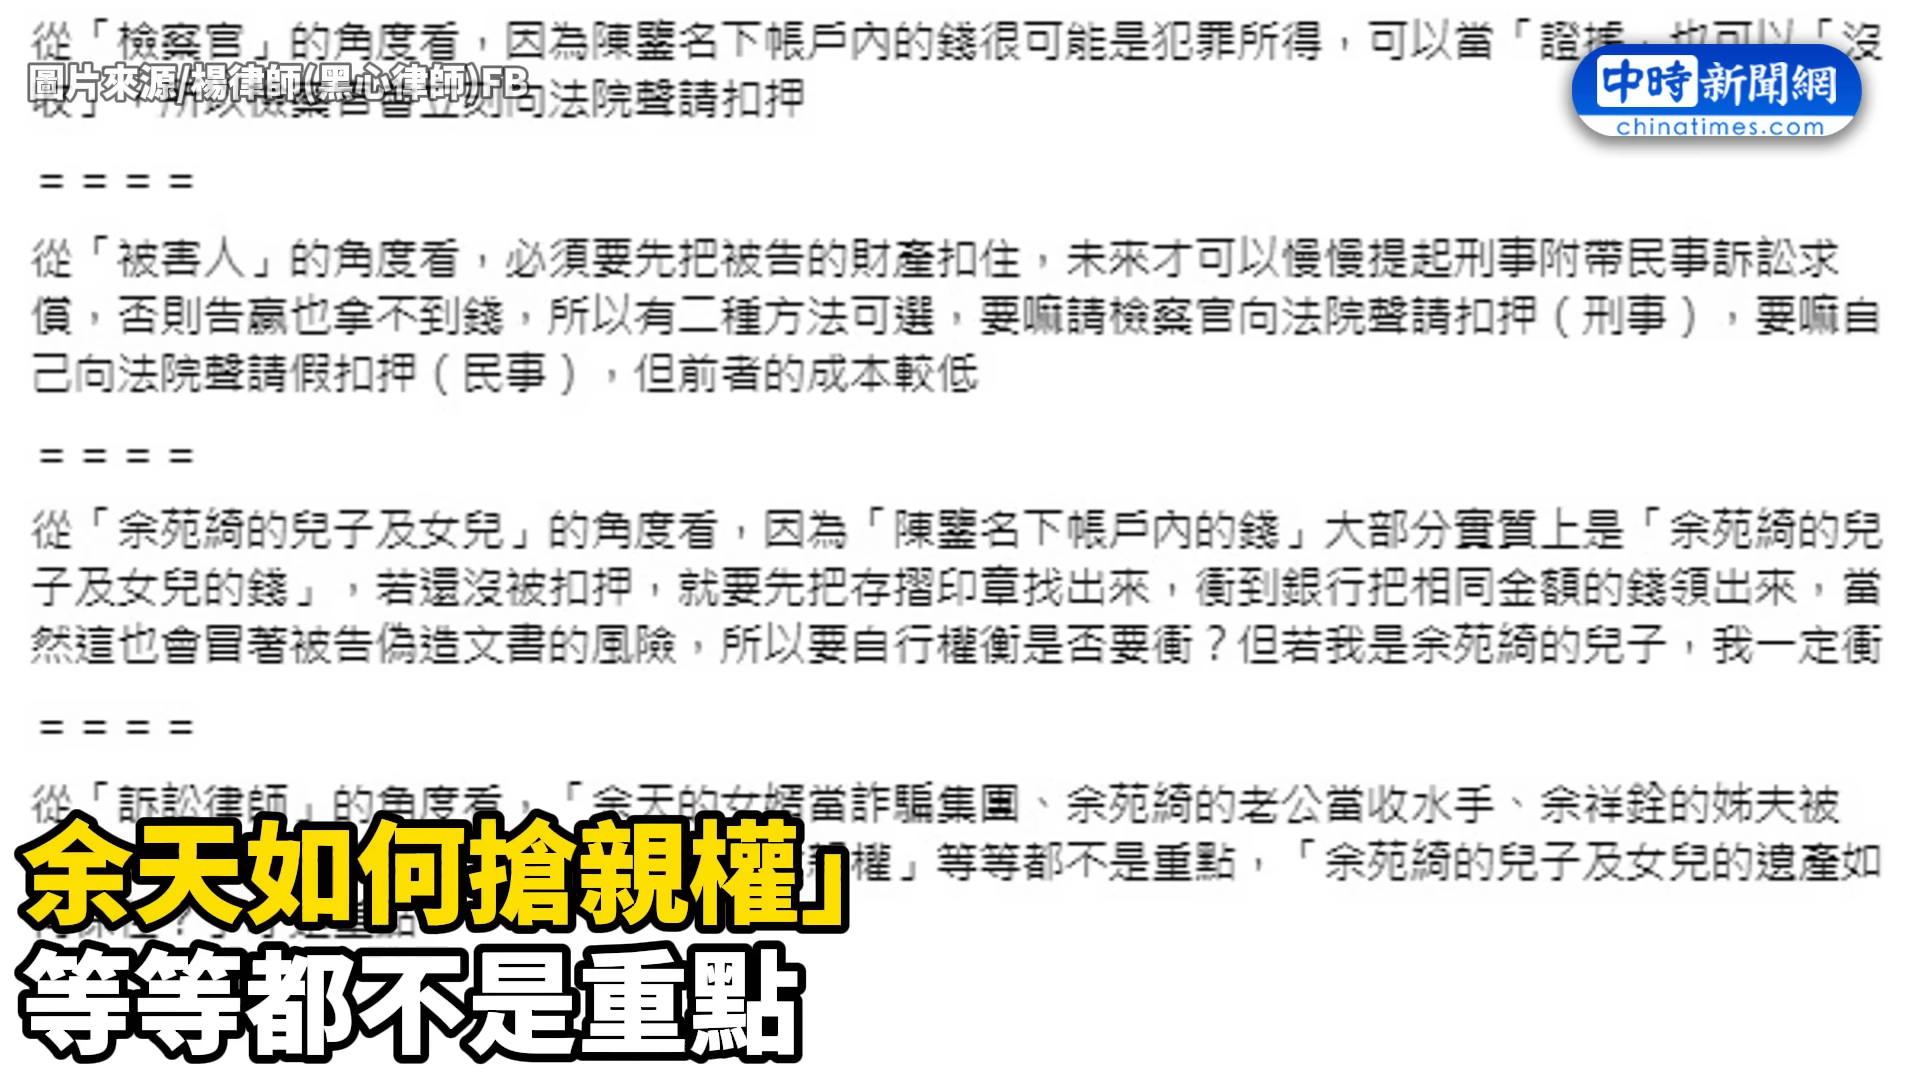 從「檢察官」的角度看，因為陳鑒名下帳戶內的錢很可能是犯罪所得，可以當「證據 也可以「沒
圖片來源/楊律師(黑心律師)FB
收」，所以檢察官會立刻向法院聲請扣押
中時新聞網
chinatimes.com
====
從「被害人」的角度看，必須要先把被告的財產扣住，未來才可以慢慢提起刑事附帶民事訴訟求
償，否則告贏也拿不到錢，所以有二種方法可選，要嘛請檢察官向法院聲請扣押（刑事），要嘛自
己向法院聲請假扣押（民事），但前者的成本較低
====
從「余苑綺的兒子及女兒」的角度看，因為「陳鑒名下帳戶內的錢」大部分實質上是「余苑綺的兒
子及女兒的錢」，若還沒被扣押，就要先把存摺印章找出來，衝到銀行把相同金額的錢領出來，當
然這也會冒著被告偽造文書的風險，所以要自行權衡是否要衝？但若我是余苑綺的兒子，我一定衝
====
從「訴訟律師」的角度看，「余天的女婿當詐騙集團、余苑綺的老公當收水手、余祥銓的姊夫被
親權」等等都不是重點，「余苑綺的兒子及女兒的遺產如
余天如何搶親權」
等等都不是重點